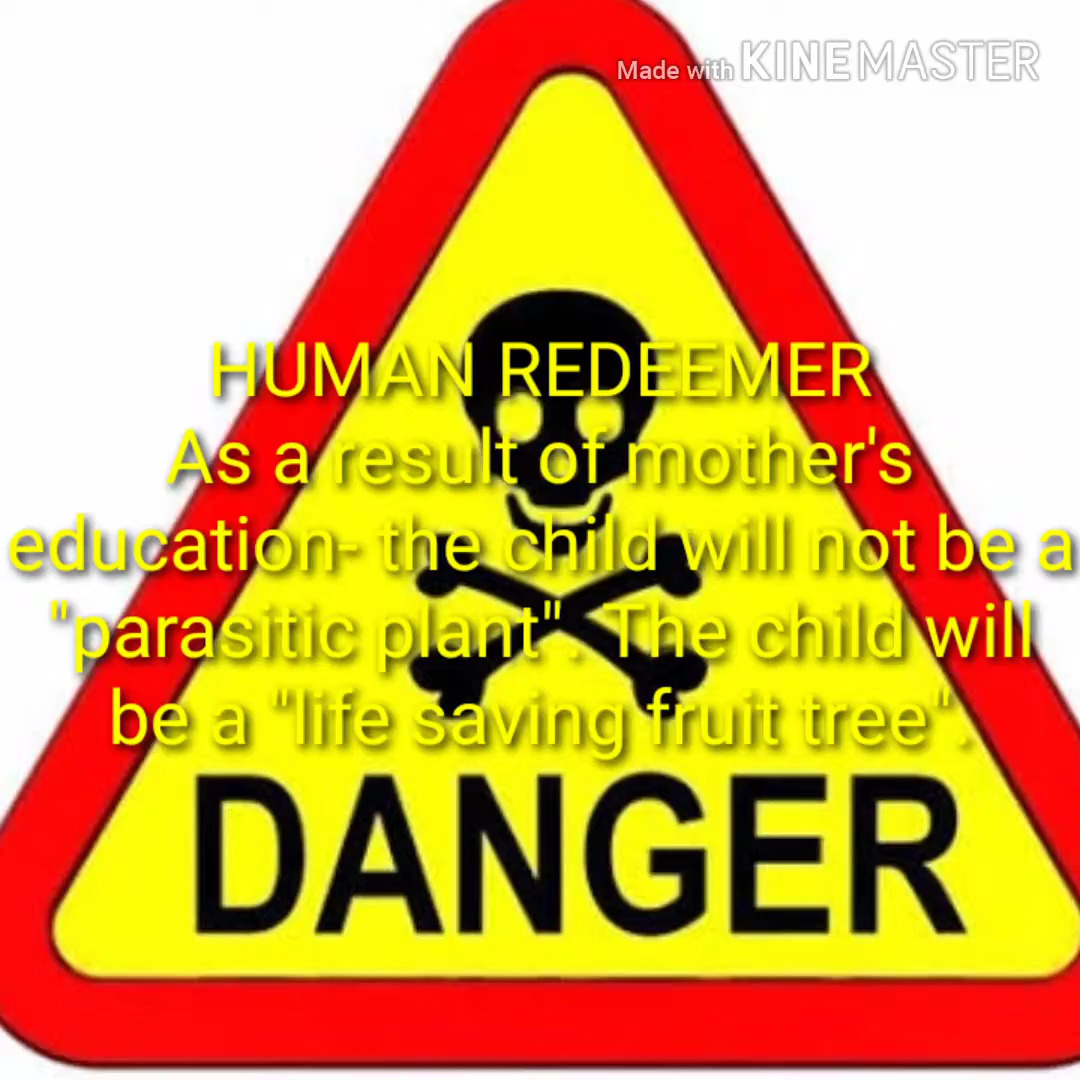 Made with KINEMASTER
HUMAN REDEEMER
As a result of mother's
education- the child will not be a
"parasitic plant". The child will
be a "life saving fruit tree".
DANGER